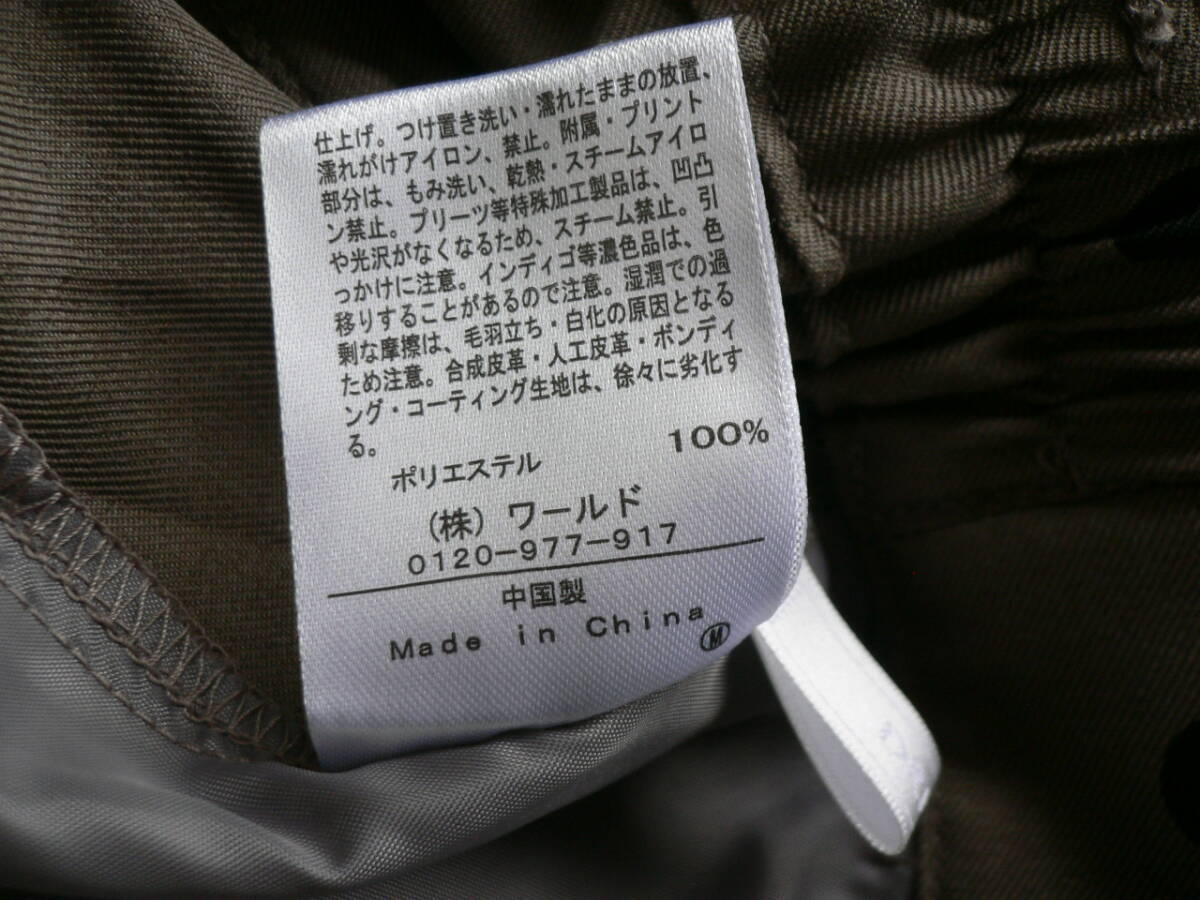 仕上げ。つけ置き洗い・濡れたままの放置、
濡れがけアイロン、禁止。附属・プリント
部分は、もみ洗い、乾熱・スチームアイロ
ン禁止。プリーツ等特殊加工製品は、凹凸
や光沢がなくなるため、スチーム禁止。引
っかけに注意。インディゴ等濃色品は、色
移りすることがあるので注意。湿潤での過
剰な摩擦は、毛羽立ち・白化の原因となる
ため注意。合成皮革・人工皮革・ボンディ
ング・コーティング生地は、徐々に劣化す
る。
ポリエステル 100%
(株) ワールド
0120-977-917
中国製
Made in China
Ⓜ